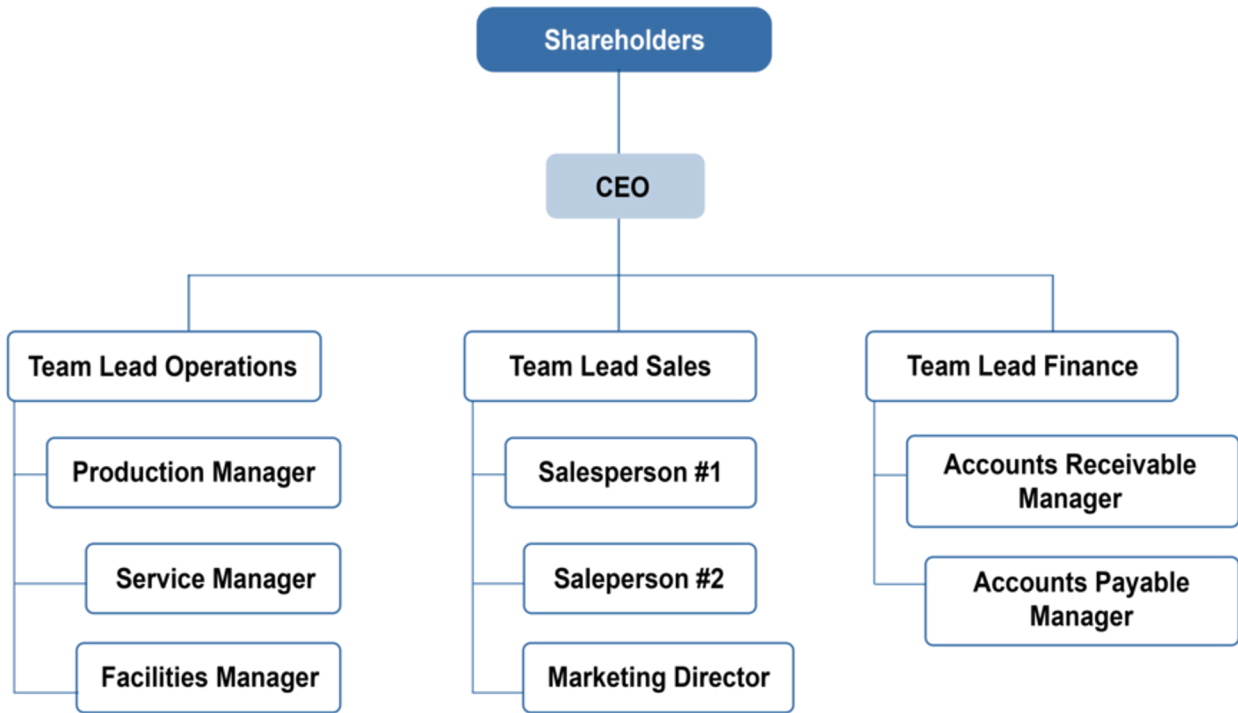 Shareholders
CEO
Team Lead Operations
Production Manager
Service Manager
Facilities Manager
Team Lead Sales
Salesperson #1
Saleperson #2
Marketing Director
Team Lead Finance
Accounts Receivable
Manager
Accounts Payable
Manager